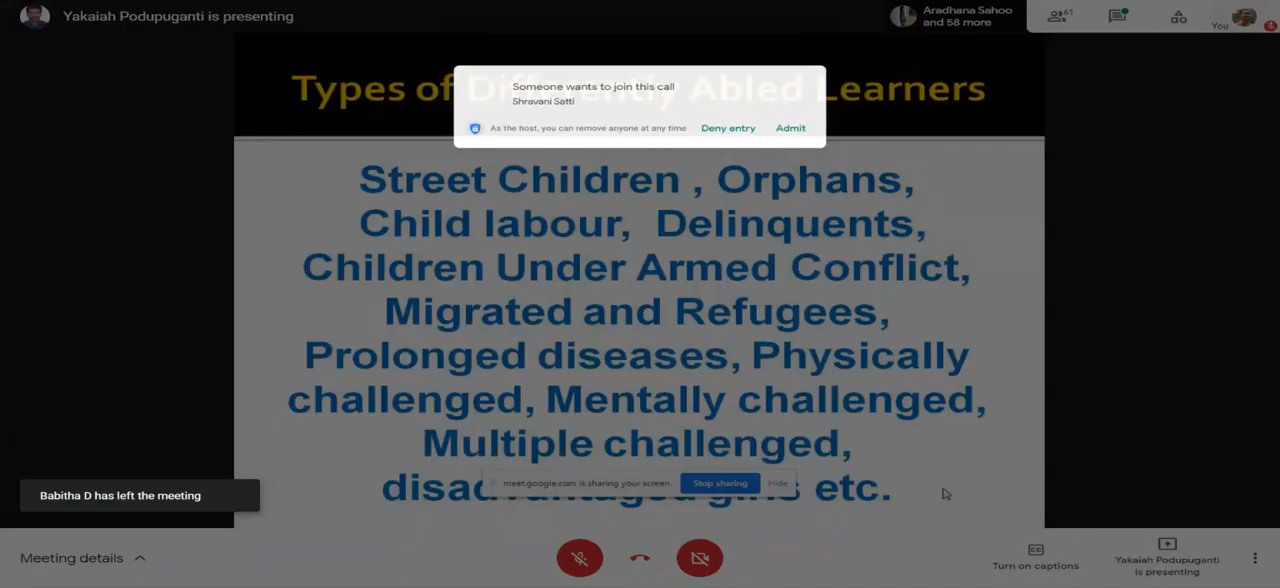 Yakaiah Podupuganti is presenting
Aradhana Sahoo
and 58 more
61
You
Types of Differently Abled Learners
Someone wants to join this call
Shravani Satti
As the host, you can remove anyone at any time
Deny entry
Admit
Street Children , Orphans,
Child labour, Delinquents,
Children Under Armed Conflict,
Migrated and Refugees,
Prolonged diseases, Physically
challenged, Mentally challenged,
Multiple challenged,
disadvantaged girls etc.
meet.google.com is sharing your screen.
Stop sharing
Hide
Babitha D has left the meeting
Meeting details
Turn on captions
Yakaiah Podupuganti
is presenting